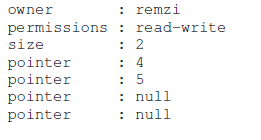 owner       : remzi
permissions : read-write
size        : 2
pointer     : 4
pointer     : 5
pointer     : null
pointer     : null